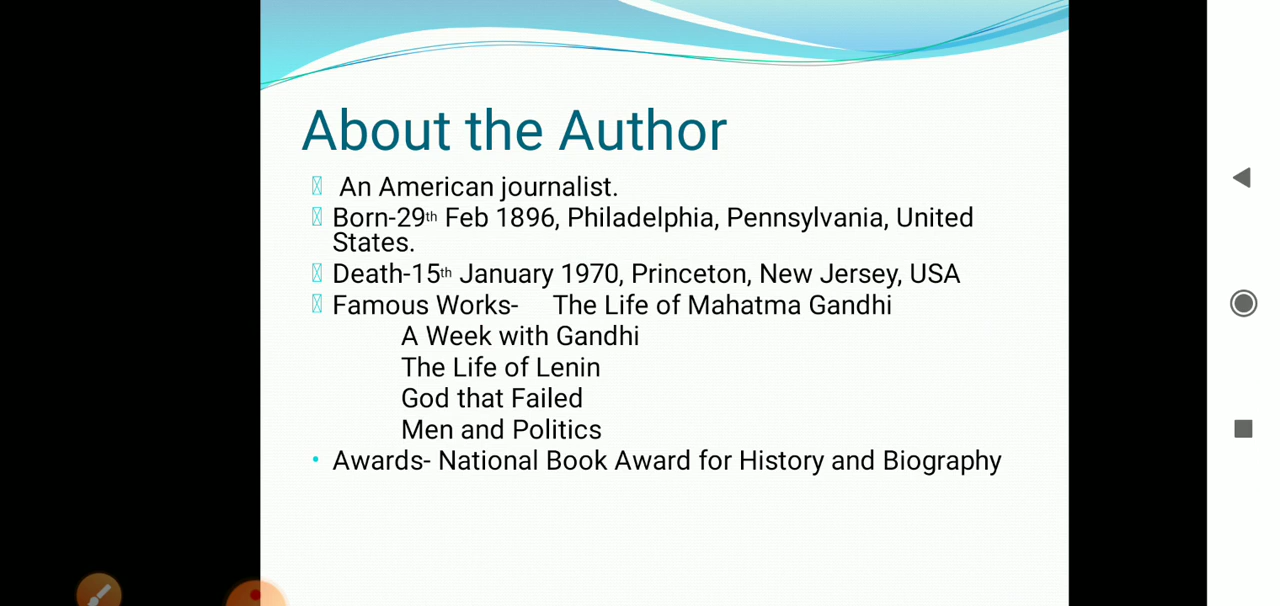 About the Author
An American journalist.
Born-29th Feb 1896, Philadelphia, Pennsylvania, United
States.
Death-15th January 1970, Princeton, New Jersey, USA
Famous Works- The Life of Mahatma Gandhi
A Week with Gandhi
The Life of Lenin
God that Failed
Men and Politics
Awards- National Book Award for History and Biography